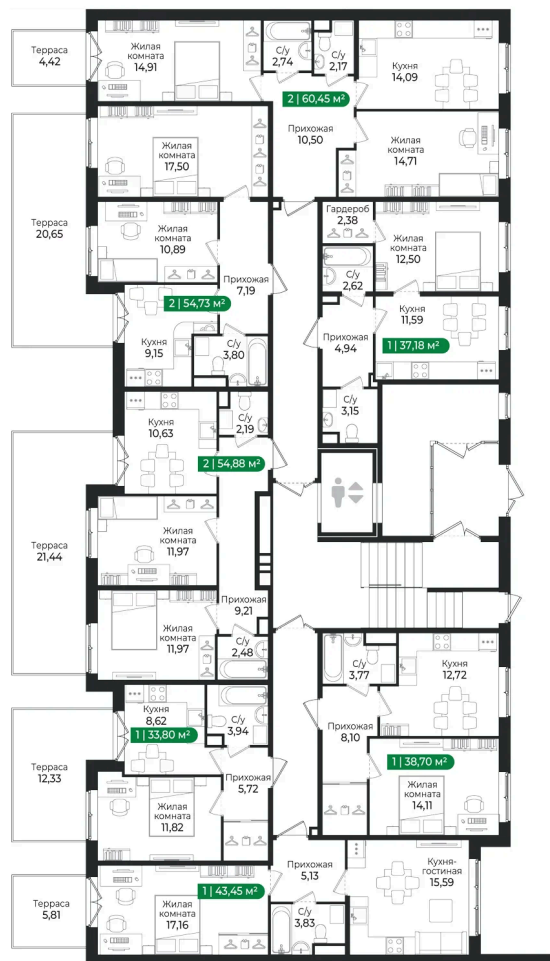 Терраса
4,42
Жилая
комната
14,91
С/у
2,74
С/у
2,17
Кухня
14,09
2 | 60,45 м²
Прихожая
10,50
Жилая
комната
17,50
Жилая
комната
14,71
Терраса
20,65
Жилая
комната
10,89
Гардероб
2,38
Жилая
комната
12,50
Прихожая
7,19
С/у
2,62
2 | 54,73 м²
Кухня
9,15
С/у
3,80
Кухня
11,59
Прихожая
4,94
1 | 37,18 м²
С/у
3,15
Кухня
10,63
С/у
2,19
2 | 54,88 м²
Терраса
21,44
Жилая
комната
11,97
Прихожая
9,21
Жилая
комната
11,97
С/у
2,48
С/у
3,77
Кухня
12,72
Кухня
8,62
1 | 33,80 м²
С/у
3,94
Прихожая
8,10
Терраса
12,33
Прихожая
5,72
1 | 38,70 м²
Жилая
комната
14,11
Жилая
комната
11,82
Прихожая
5,13
Кухня-
гостиная
15,59
1 | 43,45 м²
Терраса
5,81
Жилая
комната
17,16
С/у
3,83